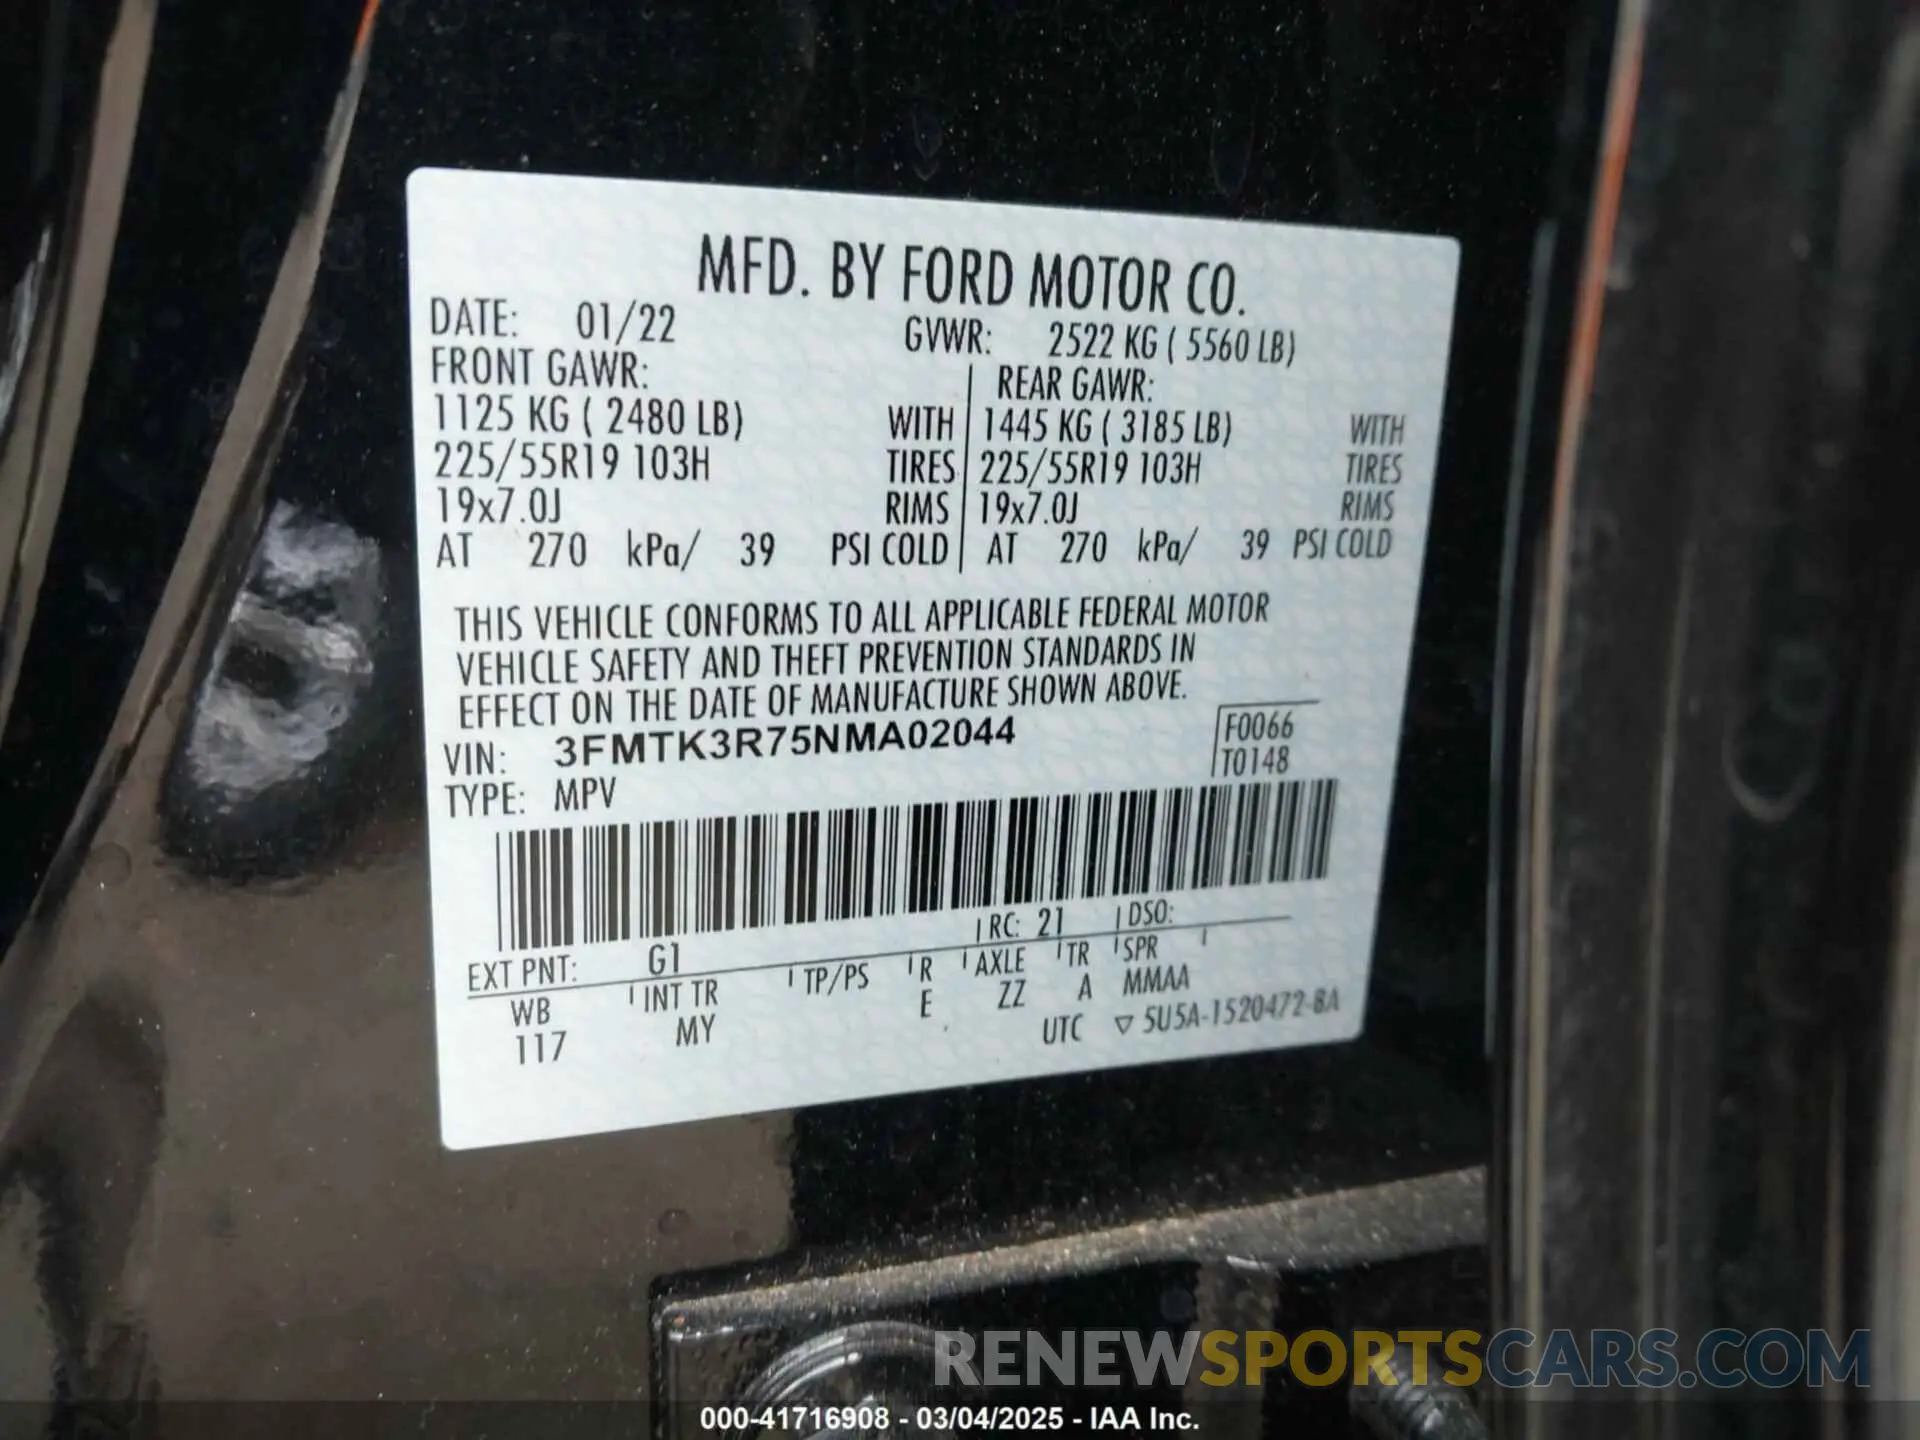 MFD. BY FORD MOTOR CO.
DATE: 01/22 GVWR: 2522 KG ( 5560 LB)
FRONT GAWR: REAR GAWR:
1125 KG ( 2480 LB) WITH 1445 KG ( 3185 LB) WITH
225/55R19 103H TIRES 225/55R19 103H TIRES
19x7.0J RIMS 19x7.0J RIMS
AT 270 kPa/ 39 PSI COLD AT 270 kPa/ 39 PSI COLD
THIS VEHICLE CONFORMS TO ALL APPLICABLE FEDERAL MOTOR
VEHICLE SAFETY AND THEFT PREVENTION STANDARDS IN
EFFECT ON THE DATE OF MANUFACTURE SHOWN ABOVE.
VIN: 3FMTK3R75NMA02044 F0066
TYPE: MPV T0148
EXT PNT: G1 RC: 21 DSO:
WB INT TR TP/PS R AXLE TR SPR
117 MY E ZZ A MMAA
UTC ▽ 5U5A-1520472-BA
RENEWSPORTSCARS.COM
000-41716908 - 03/04/2025 - IAA Inc.